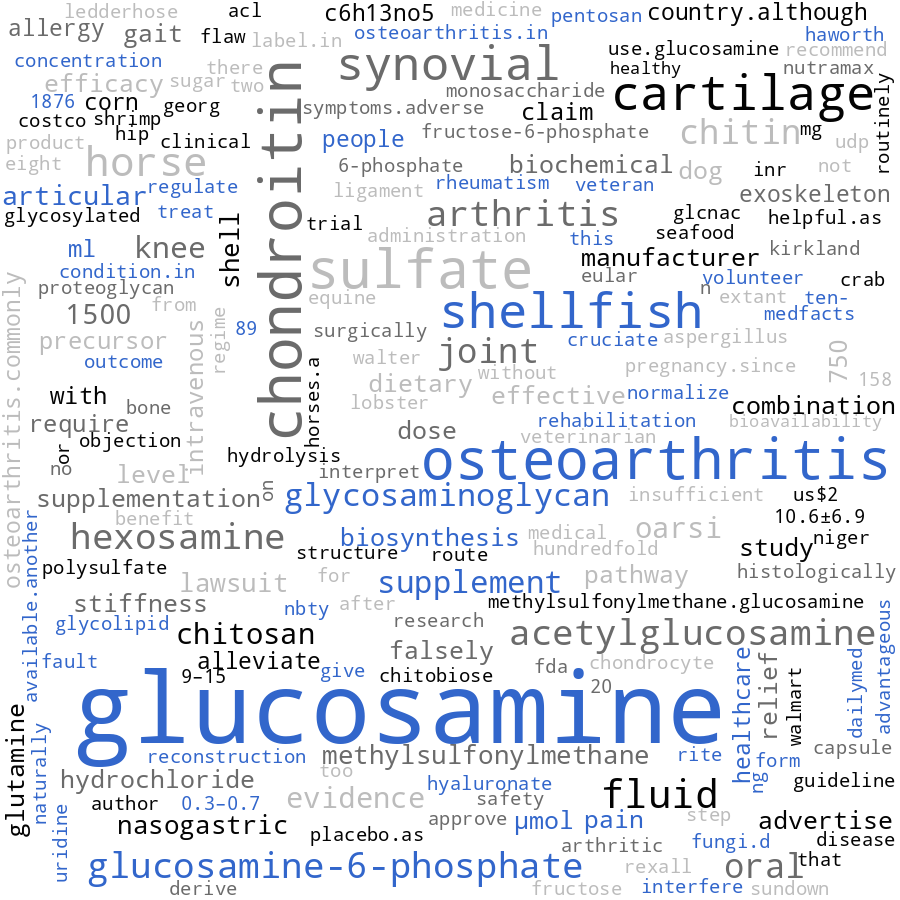 ledderhose
acl
c6h13no5
medicine
pentosan
country.although
allergy
gait
flaw
label.in
osteoarthritis.in
haworth
use.glucosamine
recommend
concentration
there
synovial
healthy
nutramax
efficacy
sugar
two
monosaccharide
cartilage
routinely
1876
corn
georg
symptoms.adverse
claim
costco
shrimp
hip
clinical
people
fructose-6-phosphate
chitin
mg
udp
product
eight
horse
chondroitin
6-phosphate
biochemical
dog
inr
not
articular
regulate
ligament
rheumatism
veteran
exoskeleton
glycosylated
treat
shell
trial
arthritis
glcnac
helpful.as
seafood
ml
knee
administration
this
manufacturer
kirkland
condition.in
sulfate
eular
volunteer
crab
proteoglycan
from
equine
n
extant
ten-
medfacts
1500
regime
89
surgically
shellfish
cruciate
aspergillus
precursor
intravenous
joint
outcome
walter
without
pregnancy.since
750
158
osteoarthritis.commonly
with
bone
horses.a
dietary
effective
normalize
combination
lobster
require
objection
dose
rehabilitation
bioavailability
or
no
hydrolysis
veterinarian
level
interpret
osteoarthritis
supplementation
on
glycosaminoglycan
insufficient
us$2
10.6±6.9
benefit
hexosamine
biosynthesis
medical
oarsi
niger
available.another
structure
route
hundredfold
study
polysulfate
lawsuit
for
supplement
pathway
histologically
stiffness
nbty
after
methylsulfonylmethane.glucosamine
glycolipid
chitosan
research
acetylglucosamine
advantageous
fault
alleviate
falsely
healthcare
relief
dailymed
9–15
give
chitobiose
fda
chondrocyte
walmart
20
glucosamine
glutamine
naturally
reconstruction
methylsulfonylmethane
rite
form
capsule
hydrochloride
too
ng
guideline
author
0.3–0.7
evidence
hyaluronate
safety
fluid
uridine
nasogastric
placebo.as
approve
µmol
pain
step
advertise
arthritic
fungi.d
disease
glucosamine-6-phosphate
rexall
oral
that
derive
fructose
interfere
sundown